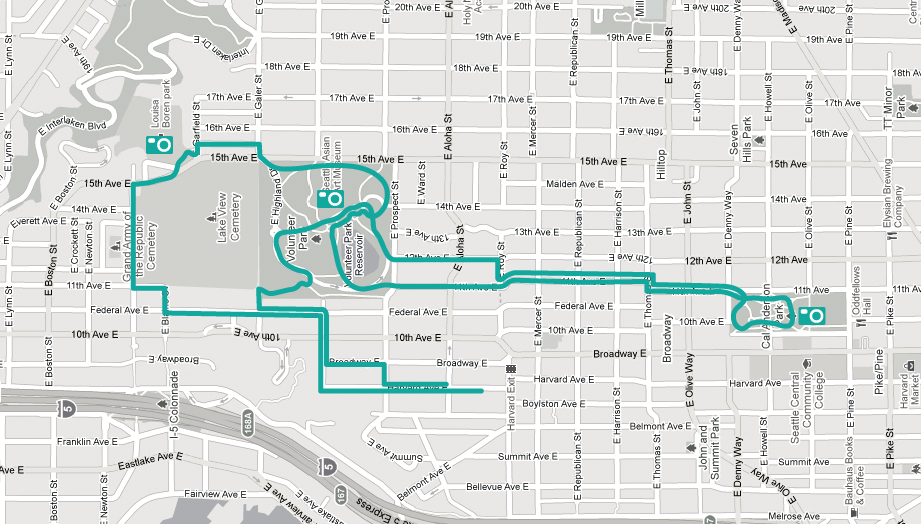 20th Ave E
20th Ave E
20th Ave E
19th Ave E
19th Ave E
19th Ave E
19th Ave E
18th Ave E
18th Ave E
18th Ave E
17th Ave E
17th Ave E
17th Ave E
17th Ave
16th Ave E
16th Ave E
16th Ave
15th Ave E
15th Ave E
15th Ave E
15th Ave E
15th Ave
14th Ave E
14th Ave E
14th Ave
Malden Ave E
13th Ave E
13th Ave E
13th Ave E
12th Ave E
12th Ave E
12th Ave
11th Ave E
11th Ave
Everett Ave E
Federal Ave E
Federal Ave E
Federal Ave E
10th Ave E
10th Ave E
10th Ave E
10th Ave E
Broadway E
Broadway E
Broadway E
Broadway E
Broadway
Harvard Ave E
Harvard Ave E
Harvard Ave
Boylston Ave E
Belmont Ave E
Belmont Ave E
Summit Ave E
Summit Ave E
Summit Ave
Bellevue Ave E
Melrose Ave E
Franklin Ave E
Eastlake Ave E
Fairview Ave E
Fairview Ave E
5 Express
5
5
167
168A
I-5 Colonnade
E Lynn St
E Lynn St
E Lynn St
E Interlaken Blvd
Interlaken Dr E
Louisa
Boren park
E Garfield St
E Galer St
E Boston St
E Boston St
E Boston St
E Crockett St
E Newton St
E Newton St
Boston St
Grand Army of
the Republic
Cemetery
Lake View
Cemetery
E Highland Dr
Volunteer
Park
Seattle Asian
Art Museum
Volunteer Park
Reservoir
E Prospect St
E Ward St
E Aloha St
E Aloha St
E Roy St
E Roy St
E Mercer St
E Mercer St
E Republican St
E Republican St
E Republican St
E Harrison St
E Harrison St
E Thomas St
E Thomas St
E Thomas St
Hilltop
E John St
E John St
E Olive Way
E Olive Way
E Denny Way
E Denny Way
E Denny Way
Seven
Hills Park
E Howell St
E Howell St
E Olive St
E Olive St
E Pine St
E Pine St
E Pine St
E Pike St
E Pike St
TT Minor
Park
Elysian Brewing
Oddfellows
Hall
Cal Anderson
Park
Pike/Pine
Harvard
Market
Seattle Central
Community
College
Bauhaus Books
& Coffee
John and
Summit Park
Harvard Exit
Holy
Mill